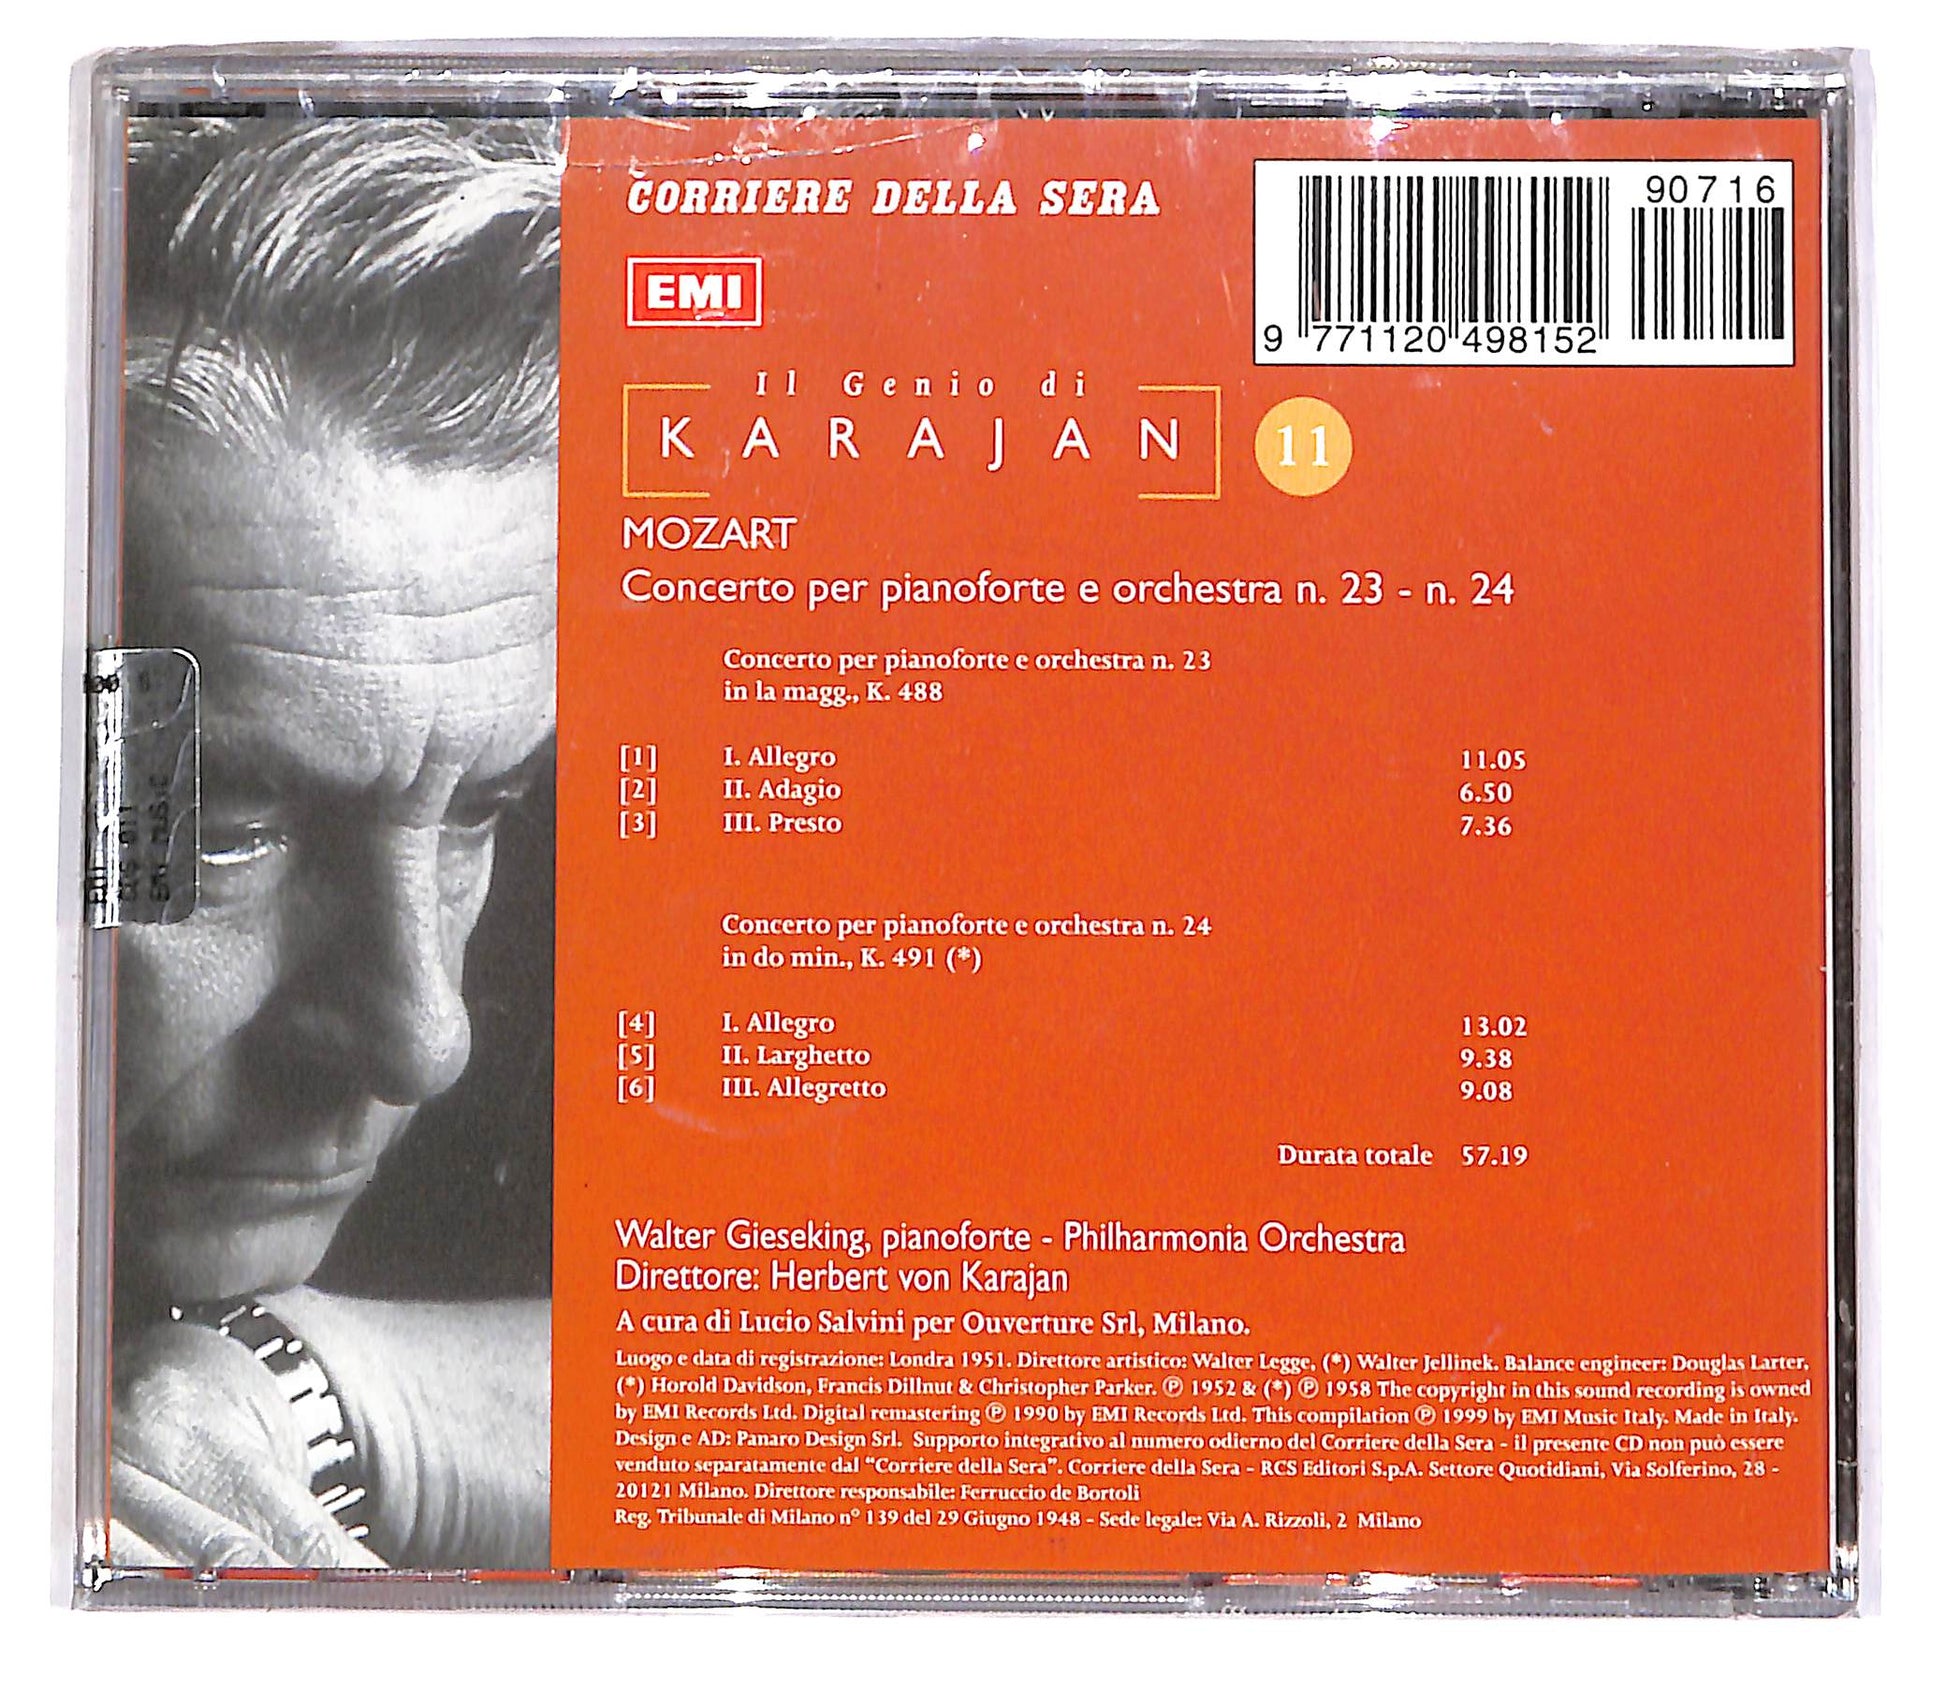 CORRIERE DELLA SERA
90716
EMI
9 771120 498152
Il Genio di
KARAJAN
11
MOZART
Concerto per pianoforte e orchestra n. 23 - n. 24
Concerto per pianoforte e orchestra n. 23
in la magg., K. 488
[1] I. Allegro 11.05
[2] II. Adagio 6.50
[3] III. Presto 7.36
Concerto per pianoforte e orchestra n. 24
in do min., K. 491 (*)
[4] I. Allegro 13.02
[5] II. Larghetto 9.38
[6] III. Allegretto 9.08
Durata totale 57.19
Walter Gieseking, pianoforte - Philharmonia Orchestra
Direttore: Herbert von Karajan
A cura di Lucio Salvini per Ouverture Srl, Milano.
Luogo e data di registrazione: Londra 1951. Direttore artistico: Walter Legge, (*) Walter Jellinek. Balance engineer: Douglas Larter,
(*) Horold Davidson, Francis Dillnut & Christopher Parker. ℗ 1952 & (*) ℗ 1958 The copyright in this sound recording is owned
by EMI Records Ltd. Digital remastering ℗ 1990 by EMI Records Ltd. This compilation ℗ 1999 by EMI Music Italy. Made in Italy.
Design e AD: Panaro Design Srl. Supporto integrativo al numero odierno del Corriere della Sera - il presente CD non può essere
venduto separatamente dal “Corriere della Sera”. Corriere della Sera - RCS Editori S.p.A. Settore Quotidiani, Via Solferino, 28 -
20121 Milano. Direttore responsabile: Ferruccio de Bortoli
Reg. Tribunale di Milano n° 139 del 29 Giugno 1948 - Sede legale: Via A. Rizzoli, 2 Milano
EMI MUSIC